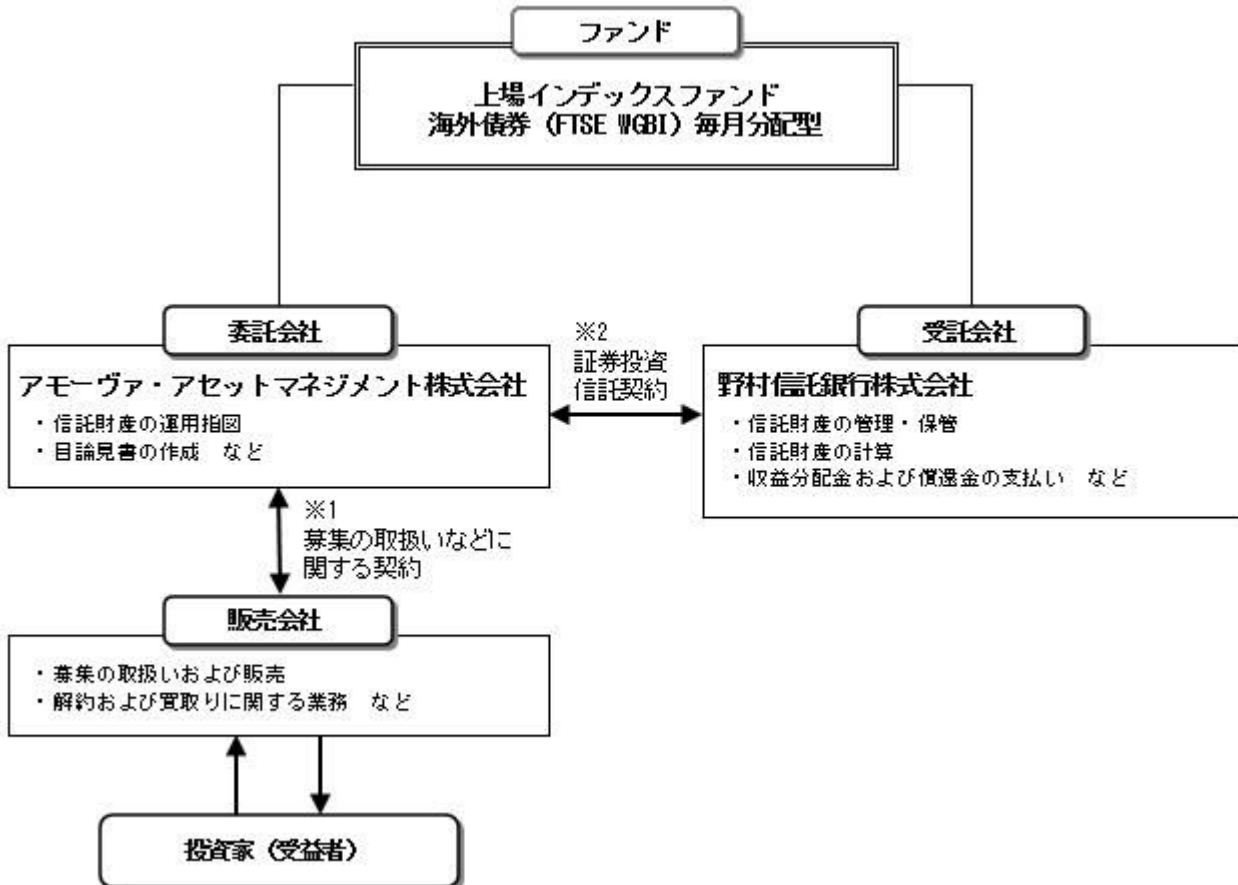 ファンド
上場インデックスファンド
海外債券（FTSE WGBI）毎月分配型
委託会社
アモーヴァ・アセットマネジメント株式会社
・信託財産の運用指図
・目論見書の作成　など
※2
証券投資
信託契約
受託会社
野村信託銀行株式会社
・信託財産の管理・保管
・信託財産の計算
・収益分配金および償還金の支払い　など
※1
募集の取扱いなどに
関する契約
販売会社
・募集の取扱いおよび販売
・解約および買取りに関する業務　など
投資家（受益者）